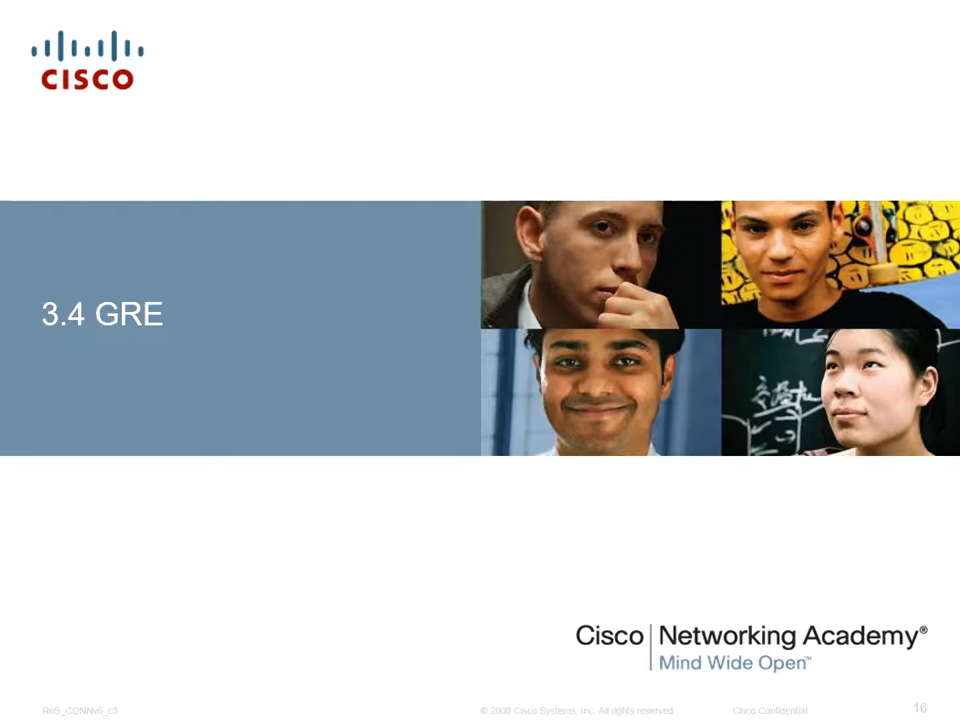 CISCO
3.4 GRE
Cisco | Networking Academy®
Mind Wide Open™
RnS_CONNv6_c3
© 2008 Cisco Systems, Inc. All rights reserved.
Cisco Confidential
16